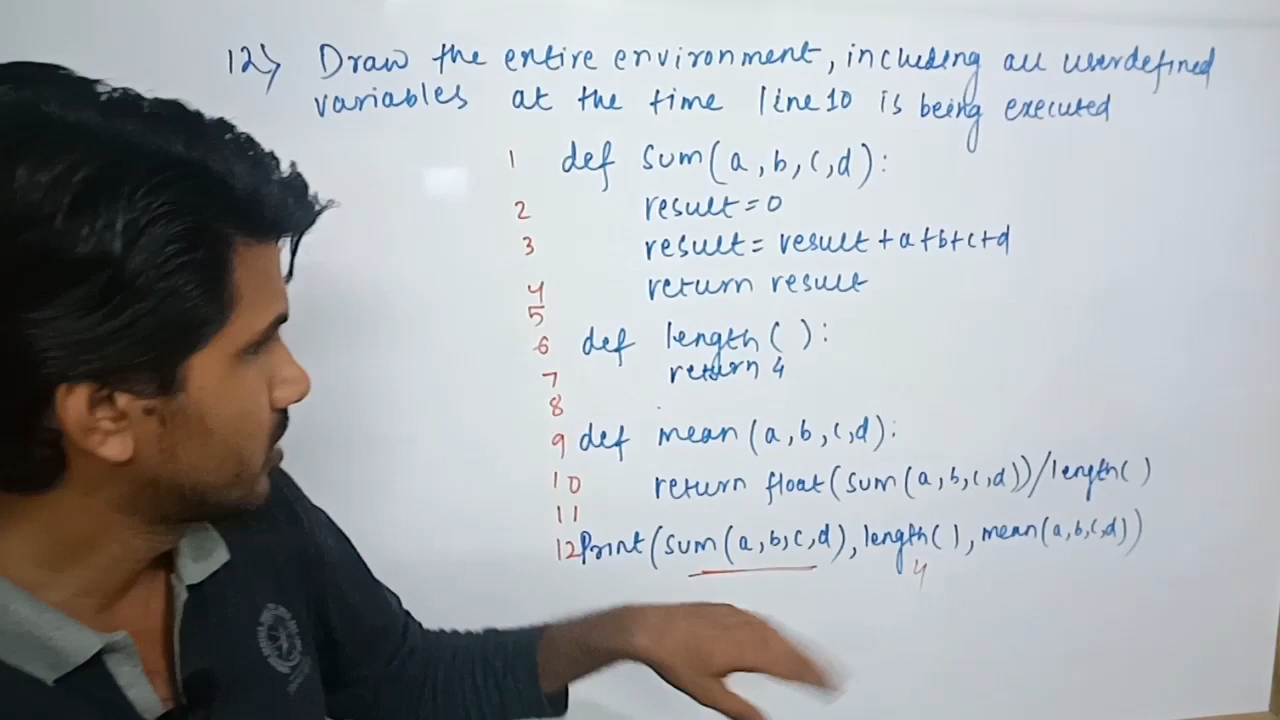 12) Draw the entire environment, including all userdefined
variables at the time line 10 is being executed
1 def sum(a,b,c,d):
2 result=0
3 result= result+a+b+c+d
4 return result
5
6 def length( ):
7 return 4
8
9 def mean(a,b,c,d):
10 return float(sum(a,b,c,d))/length()
11
12 Print(sum(a,b,c,d), length(), mean(a,b,c,d))
4